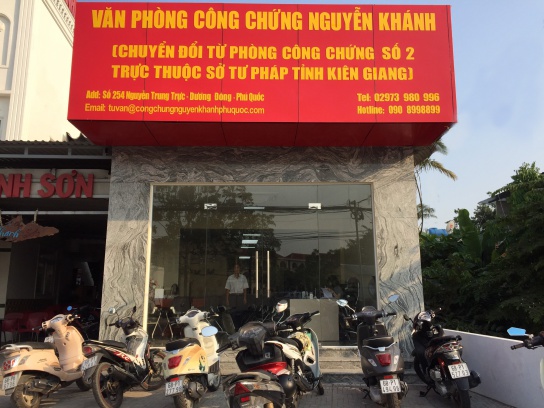 VĂN PHÒNG CÔNG CHỨNG NGUYỄN KHÁNH
(CHUYỂN ĐỔI TỪ PHÒNG CÔNG CHỨNG SỐ 2
TRỰC THUỘC SỞ TƯ PHÁP TỈNH KIÊN GIANG)
Add: Số 254 Nguyễn Trung Trực - Dương Đông - Phú Quốc
Tel: 02973 980 996
Email: tuvan@congchungnguyenkhanhphuquoc.com
Hotline: 090 8998899
NH SƠN